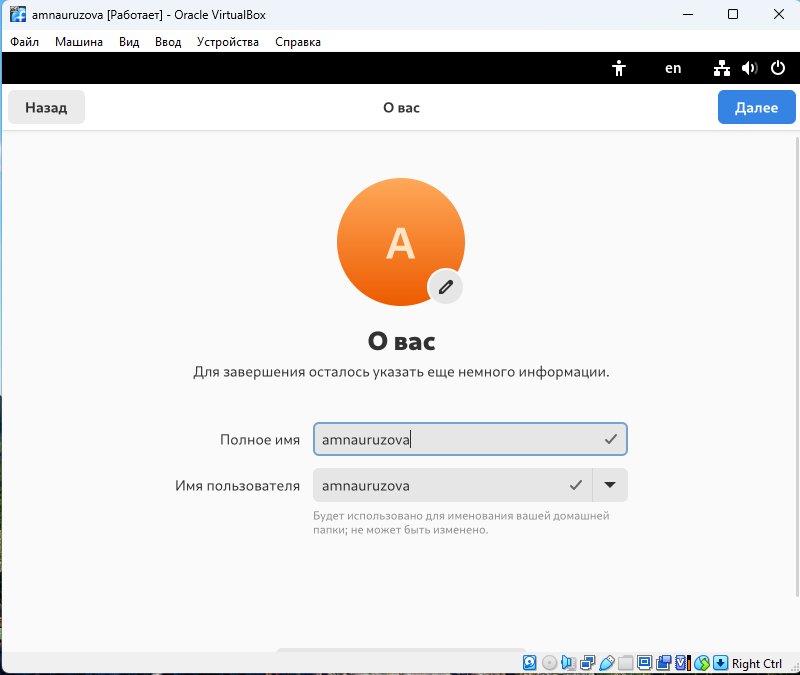 amnauruzova [Работает] - Oracle VirtualBox
Файл Машина Вид Ввод Устройства Справка
en
Назад О вас Далее
A
О вас
Для завершения осталось указать еще немного информации.
Полное имя amnauruzova
Имя пользователя amnauruzova
Будет использовано для именования вашей домашней
папки; не может быть изменено.
Right Ctrl